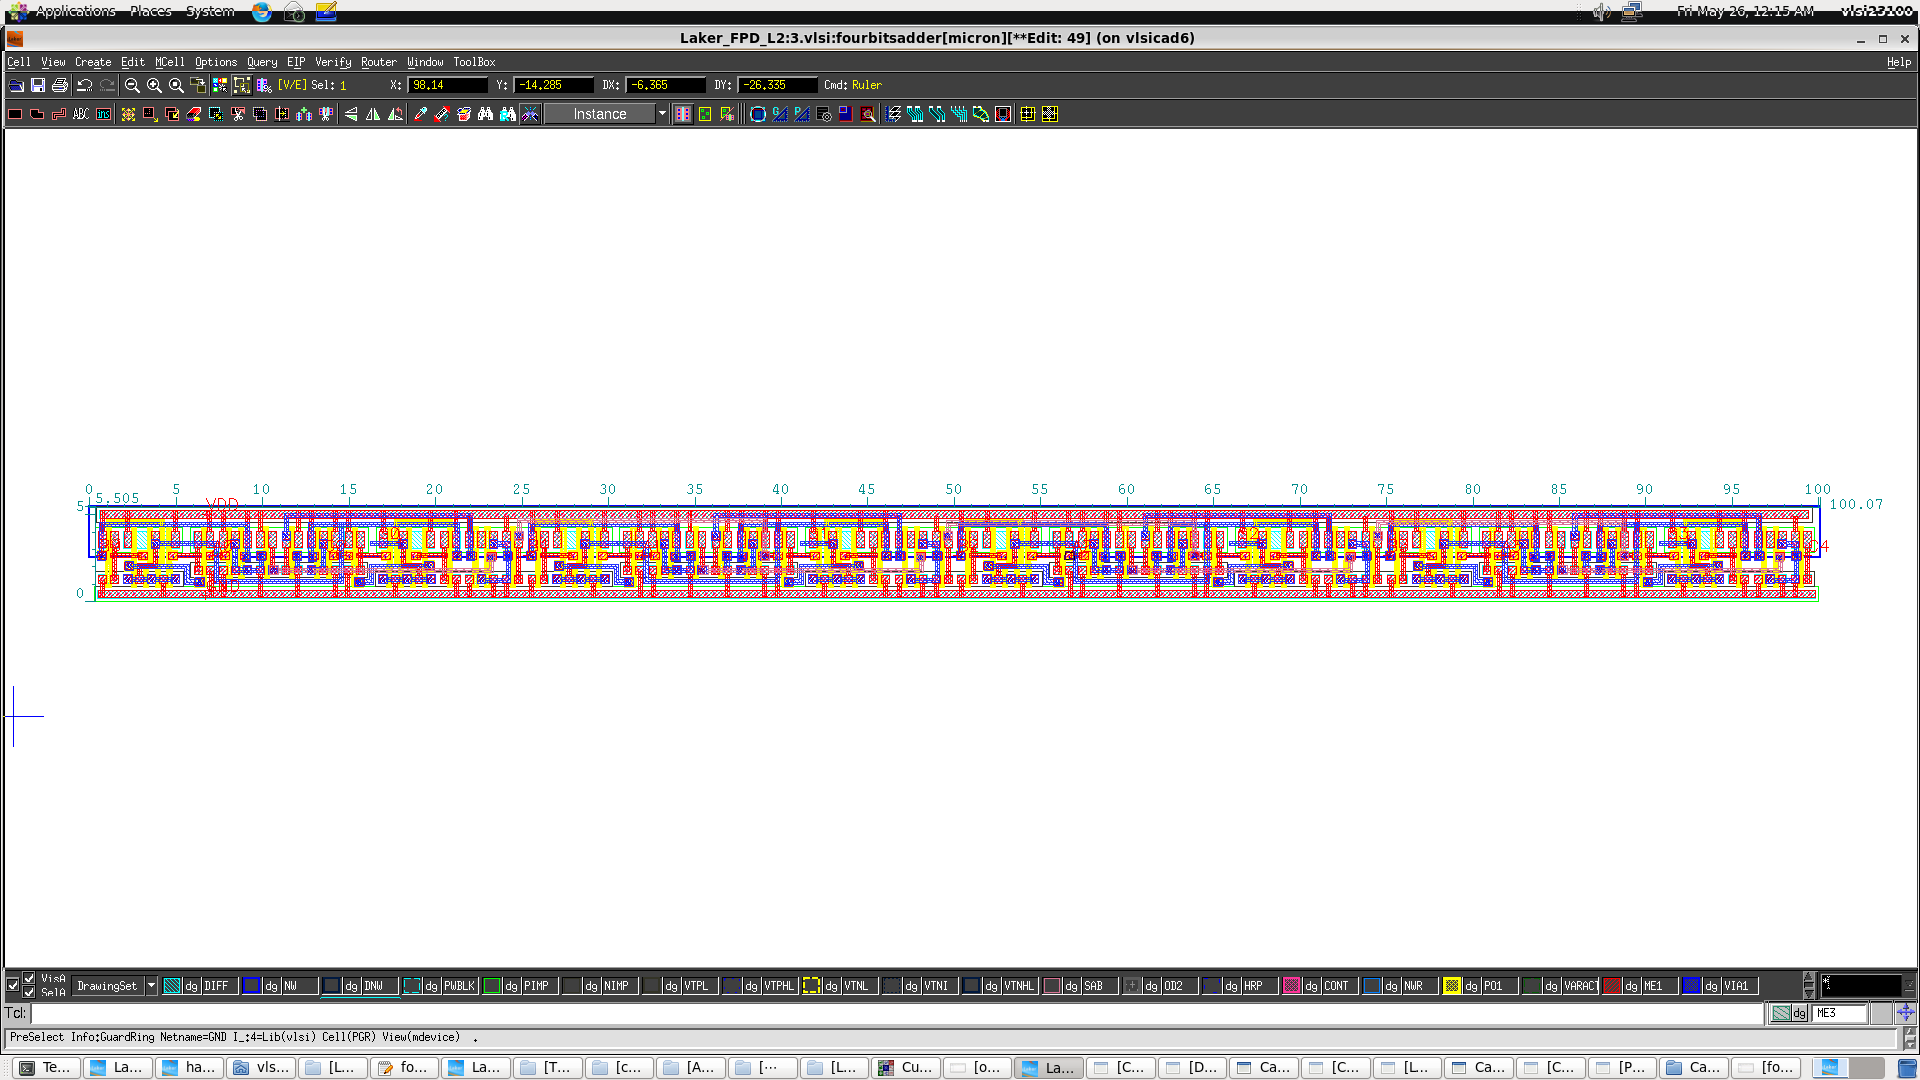 Applications Places System Fri May 26, 12:15 AM vlsi23100
Laker_FPD_L2:3.vlsi:fourbitsadder[micron][**Edit: 49] (on vlsicad6)
Cell View Create Edit MCell Options Query EIP Verify Router Window ToolBox Help
[V/E] Sel: 1 X: 98.14 Y: -14.285 DX: -6.365 DY: -26.335 Cmd: Ruler
ABC Instance
0 5 10 15 20 25 30 35 40 45 50 55 60 65 70 75 80 85 90 95 100
5.505 VDD 100.07
5
0
VisA
SelA
DrawingSet dg DIFF dg NW dg DNW dg PWBLK dg PIMP dg NIMP dg VTPL dg VTPHL dg VTNL dg VTNI dg VTNHL dg SAB dg OD2 dg HRP dg CONT dg NWR dg PO1 dg VARACT dg ME1 dg VIA1
Tcl: dg ME3
PreSelect Info:GuardRing Netname=GND I_:4=Lib(vlsi) Cell(PGR) View(mdevice) .
Te... La... ha... vls... [L... fo... La... [T... [c... [A... [... [L... Cu... [o... La... [C... [D... Ca... [C... [L... Ca... [C... [P... Ca... [fo...